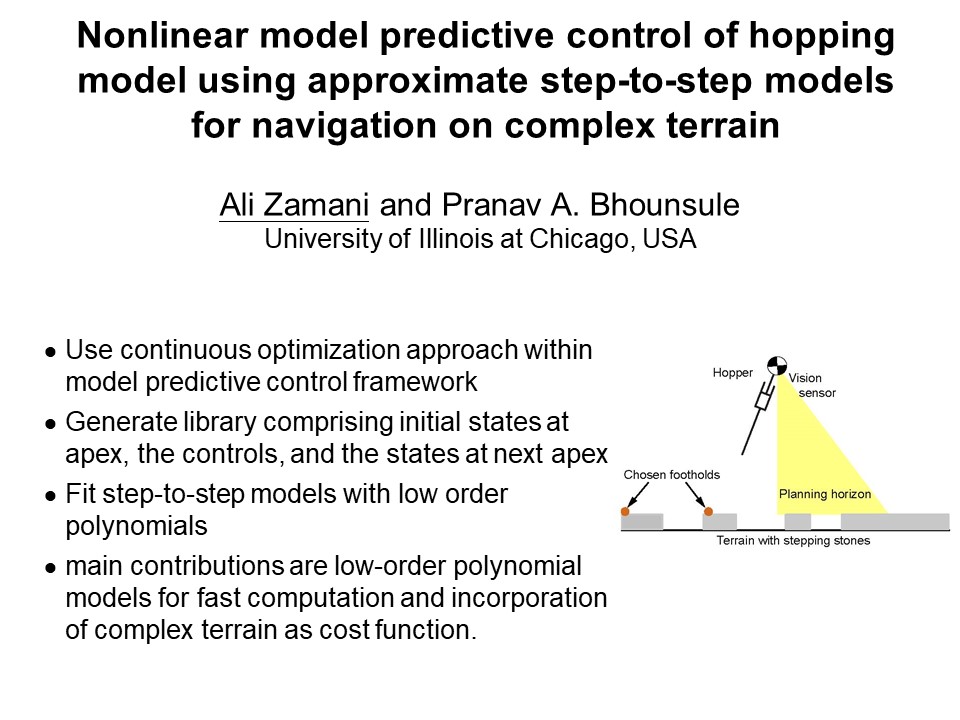 Nonlinear model predictive control of hopping
model using approximate step-to-step models
for navigation on complex terrain
Ali Zamani and Pranav A. Bhounsule
University of Illinois at Chicago, USA
● Use continuous optimization approach within
model predictive control framework
● Generate library comprising initial states at
apex, the controls, and the states at next apex
● Fit step-to-step models with low order
polynomials
● main contributions are low-order polynomial
models for fast computation and incorporation
of complex terrain as cost function.
Hopper
Vision
sensor
Chosen footholds
Planning horizon
Terrain with stepping stones